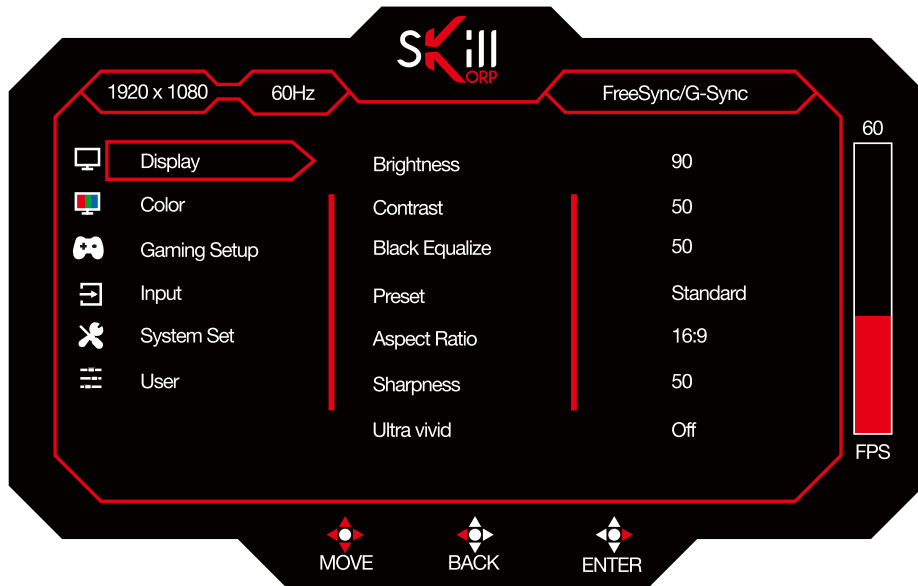 SKill
ORP
1920 x 1080 60Hz FreeSync/G-Sync
60
Display Brightness 90
Color Contrast 50
Gaming Setup Black Equalize 50
Input Preset Standard
System Set Aspect Ratio 16:9
User Sharpness 50
Ultra vivid Off
FPS
MOVE BACK ENTER